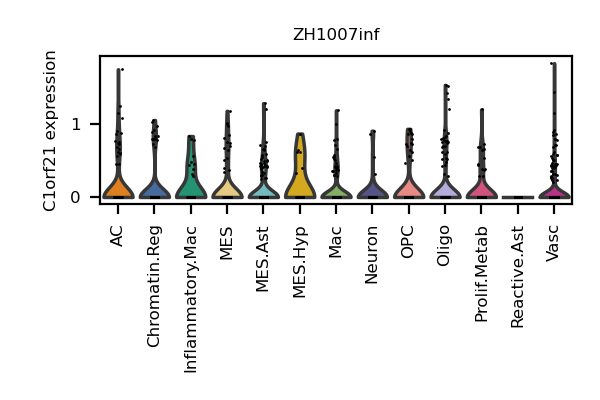 ZH1007inf
C1orf21 expression
1
0
AC
Chromatin.Reg
Inflammatory.Mac
MES
MES.Ast
MES.Hyp
Mac
Neuron
OPC
Oligo
Prolif.Metab
Reactive.Ast
Vasc